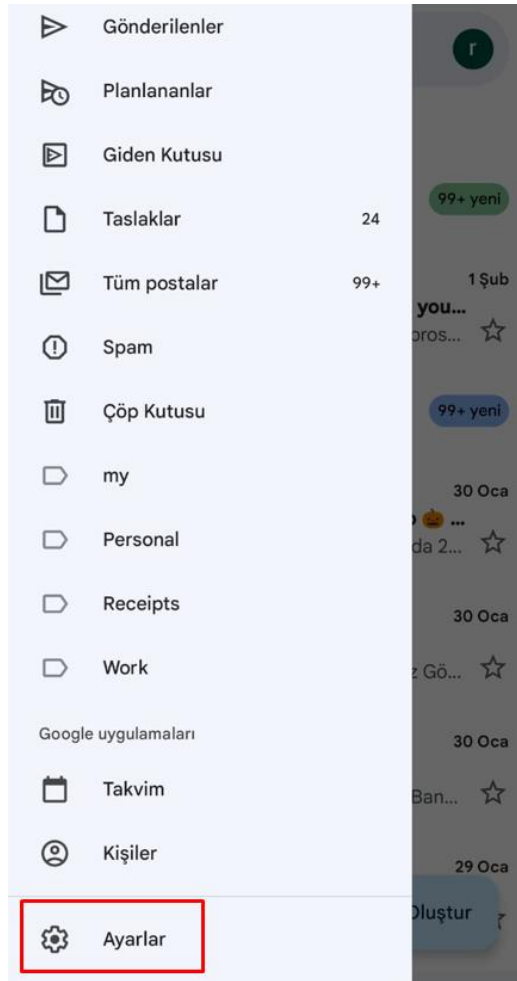 Gönderilenler
r
Planlananlar
Giden Kutusu
99+ yeni
Taslaklar 24
Tüm postalar 99+
1 Şub
you...
Spam
Çöp Kutusu
99+ yeni
my
30 Oca
Personal
da 2...
Receipts
30 Oca
Work
Gö...
Google uygulamaları
30 Oca
Takvim
Ban...
Kişiler
29 Oca
Ayarlar